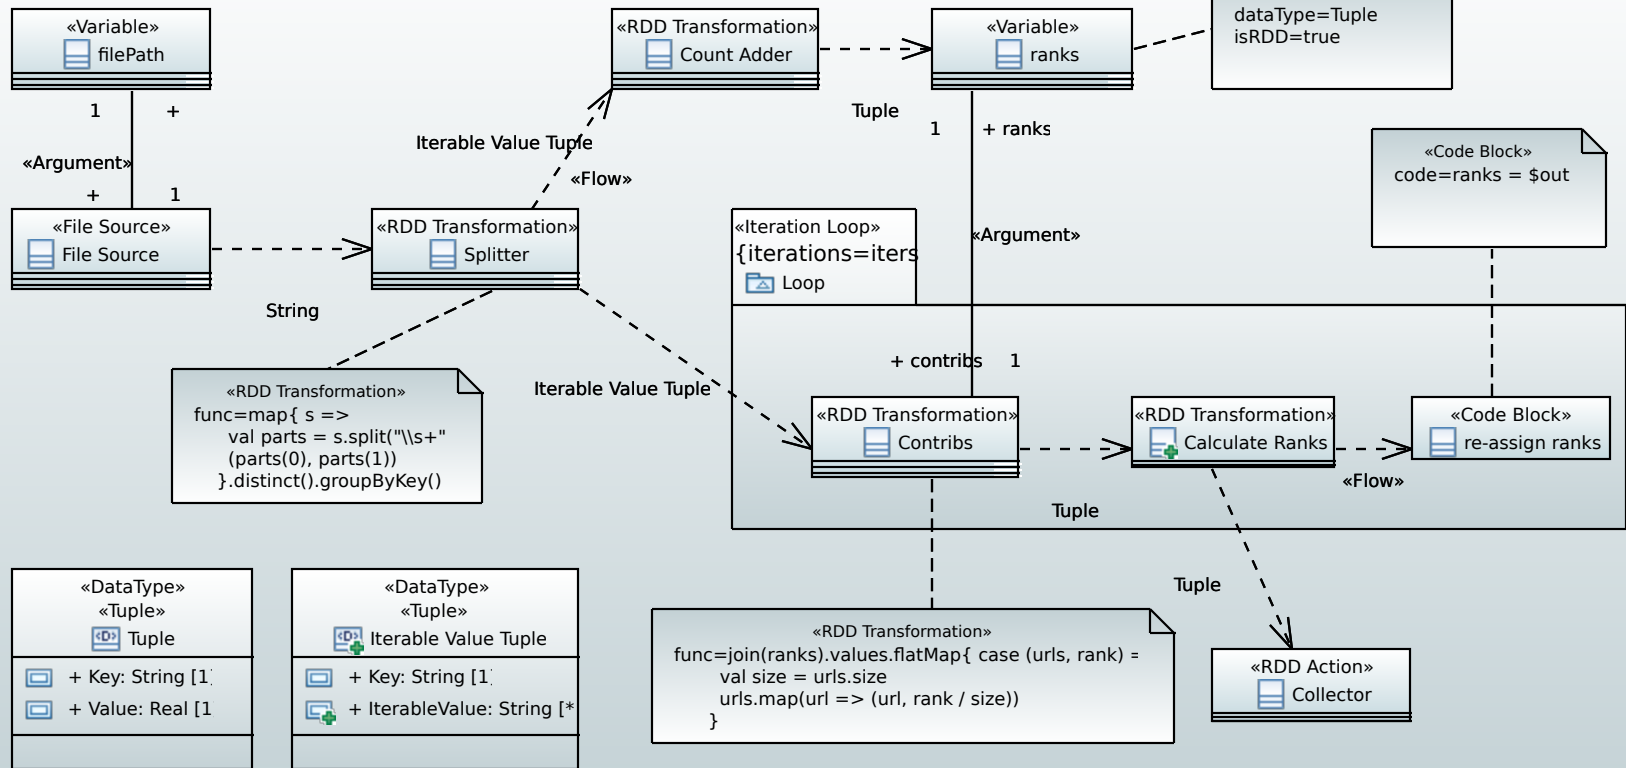 «Variable»
filePath
1
+
«Argument»
+
1
«File Source»
File Source
String
«RDD Transformation»
Splitter
Iterable Value Tuple
«Flow»
«RDD Transformation»
Count Adder
Tuple
«Variable»
ranks
dataType=Tuple
isRDD=true
1
+ ranks
«Argument»
+ contribs
1
«Code Block»
code=ranks = $out
«Iteration Loop»
{iterations=iters
Loop
Iterable Value Tuple
«RDD Transformation»
func=map{ s =>
val parts = s.split("\\s+"
(parts(0), parts(1))
}.distinct().groupByKey()
«RDD Transformation»
Contribs
Tuple
«RDD Transformation»
Calculate Ranks
«Flow»
«Code Block»
re-assign ranks
Tuple
«RDD Transformation»
func=join(ranks).values.flatMap{ case (urls, rank) =
val size = urls.size
urls.map(url => (url, rank / size))
}
«RDD Action»
Collector
«DataType»
«Tuple»
Tuple
+ Key: String [1
+ Value: Real [1
«DataType»
«Tuple»
Iterable Value Tuple
+ Key: String [1
+ IterableValue: String [*